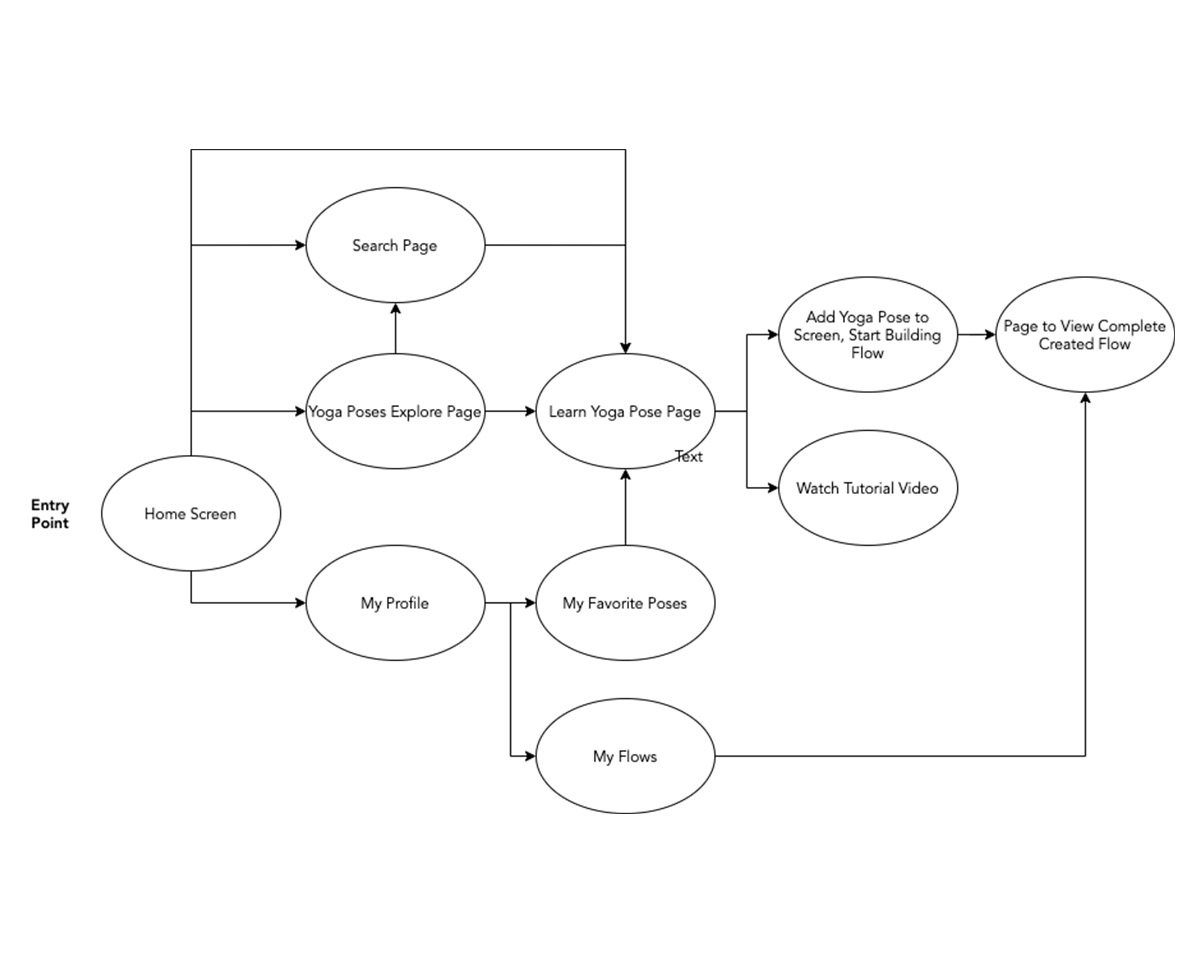 Search Page
Add Yoga Pose to
Screen, Start Building
Flow
Page to View Complete
Created Flow
Yoga Poses Explore Page
Learn Yoga Pose Page
Text
Watch Tutorial Video
Entry
Point
Home Screen
My Profile
My Favorite Poses
My Flows